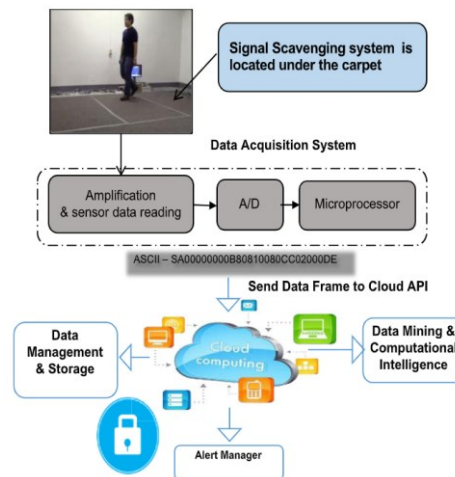 Signal Scavenging system is
located under the carpet
Data Acquisition System
Amplification
& sensor data reading
A/D
Microprocessor
ASCII – SA00000000B80810080CC02000DE
Send Data Frame to Cloud API
Data
Management
& Storage
Cloud
computing
Data Mining &
Computational
Intelligence
Alert Manager